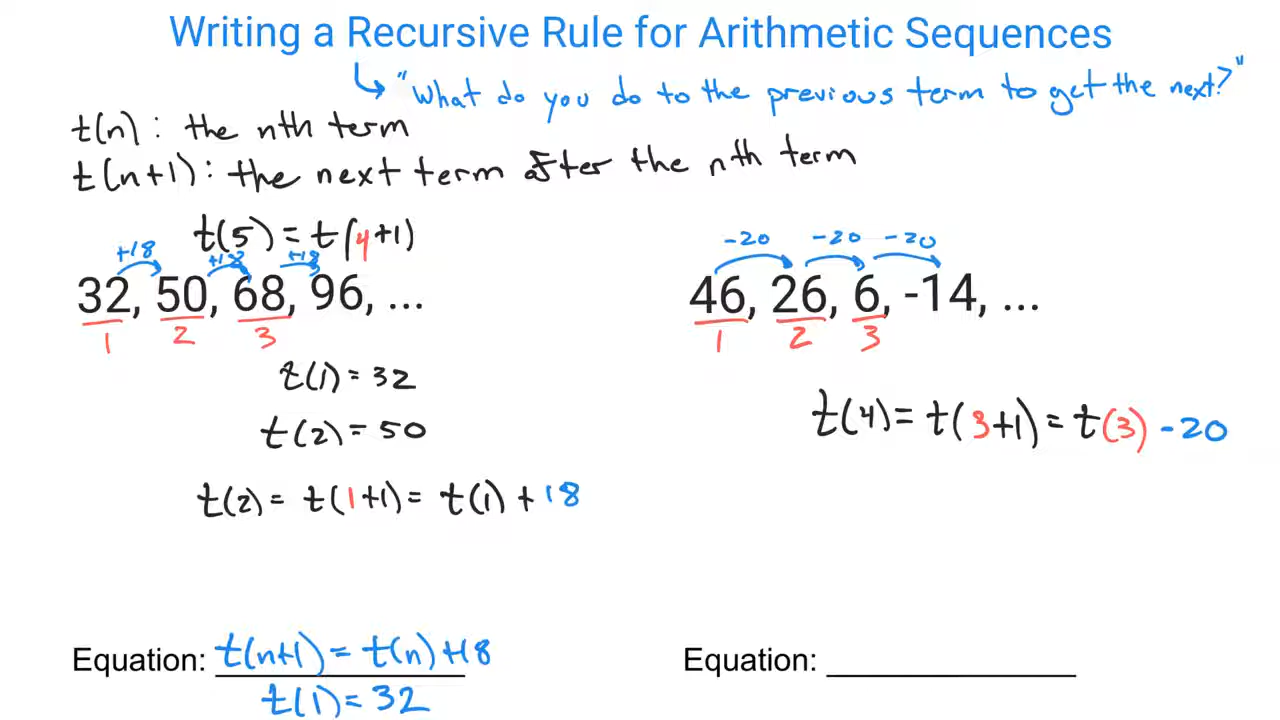 Writing a Recursive Rule for Arithmetic Sequences
"What do you do to the previous term to get the next?"
t(n): the nth term
t(n+1): the next term after the nth term
t(5) = t(4+1)
+18 +18 +18
32, 50, 68, 96, ...
1 2 3
t(1) = 32
t(2) = 50
t(2) = t(1+1) = t(1) + 18
Equation: t(n+1) = t(n) + 18
t(1) = 32
-20 -20 -20
46, 26, 6, -14, ...
1 2 3
t(4) = t(3+1) = t(3) - 20
Equation: